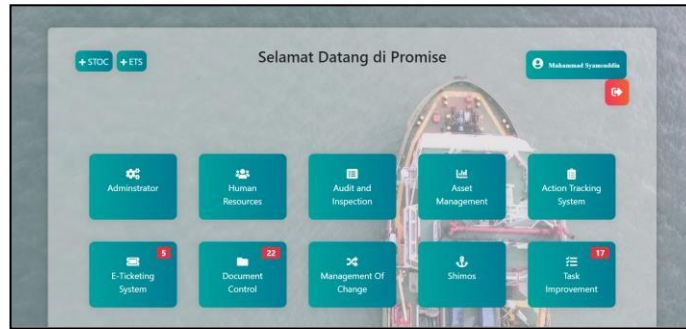 + STOC + ETS
Selamat Datang di Promise
Muhammad Syamsuddin
Adminstrator
Human
Resources
Audit and
Inspection
Asset
Management
Action Tracking
System
5
E-Ticketing
System
22
Document
Control
Management Of
Change
Shimos
17
Task
Improvement